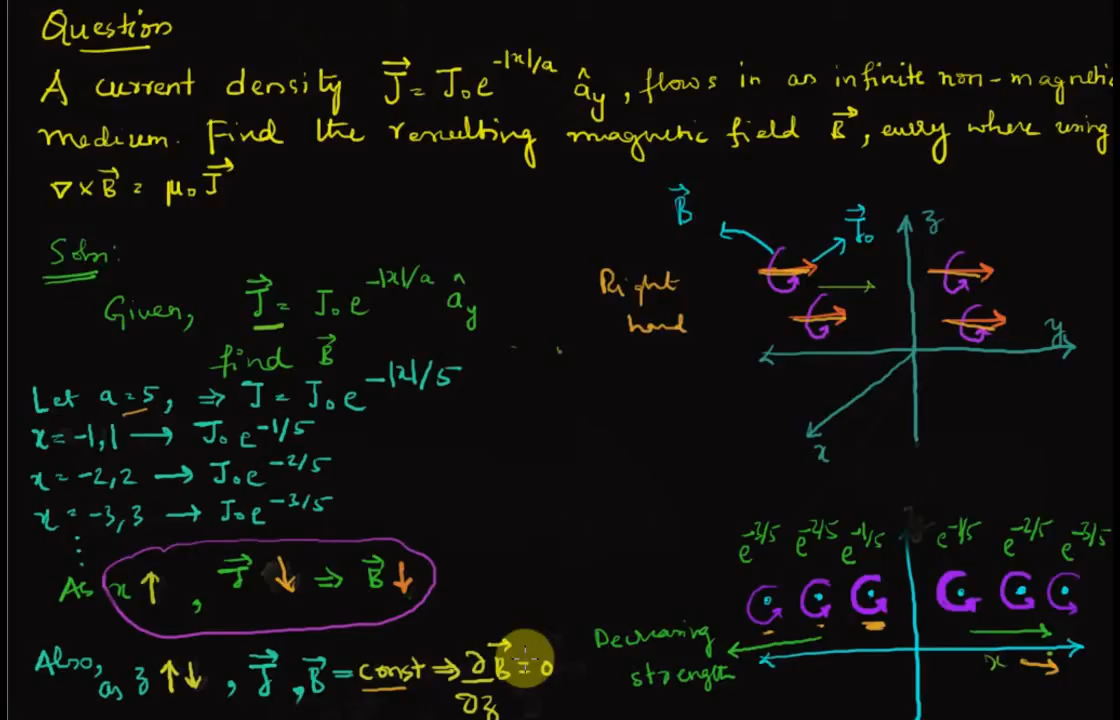 Question
A current density J⃗ = J₀e^(-|x|/a) â_y, flows in an infinite non-magnetic
medium. Find the resulting magnetic field B⃗, every where using
∇×B⃗ = μ₀J⃗
Soln:
Given, J⃗ = J₀e^(-|x|/a) â_y
find B⃗
Let a=5, ⇒ J = J₀e^(-|x|/5)
x=-1,1 → J₀e^(-1/5)
x=-2,2 → J₀e^(-2/5)
x=-3,3 → J₀e^(-3/5)
⋮
As x↑, J⃗↓ ⇒ B⃗↓
Also, as z↑↓, J⃗, B⃗ = const ⇒ ∂B⃗/∂z = 0
B⃗
J⃗₀
z
Right
hand
y
x
e^(-3/5) e^(-2/5) e^(-1/5) e^(-1/5) e^(-2/5) e^(-3/5)
Decreasing
strength
x